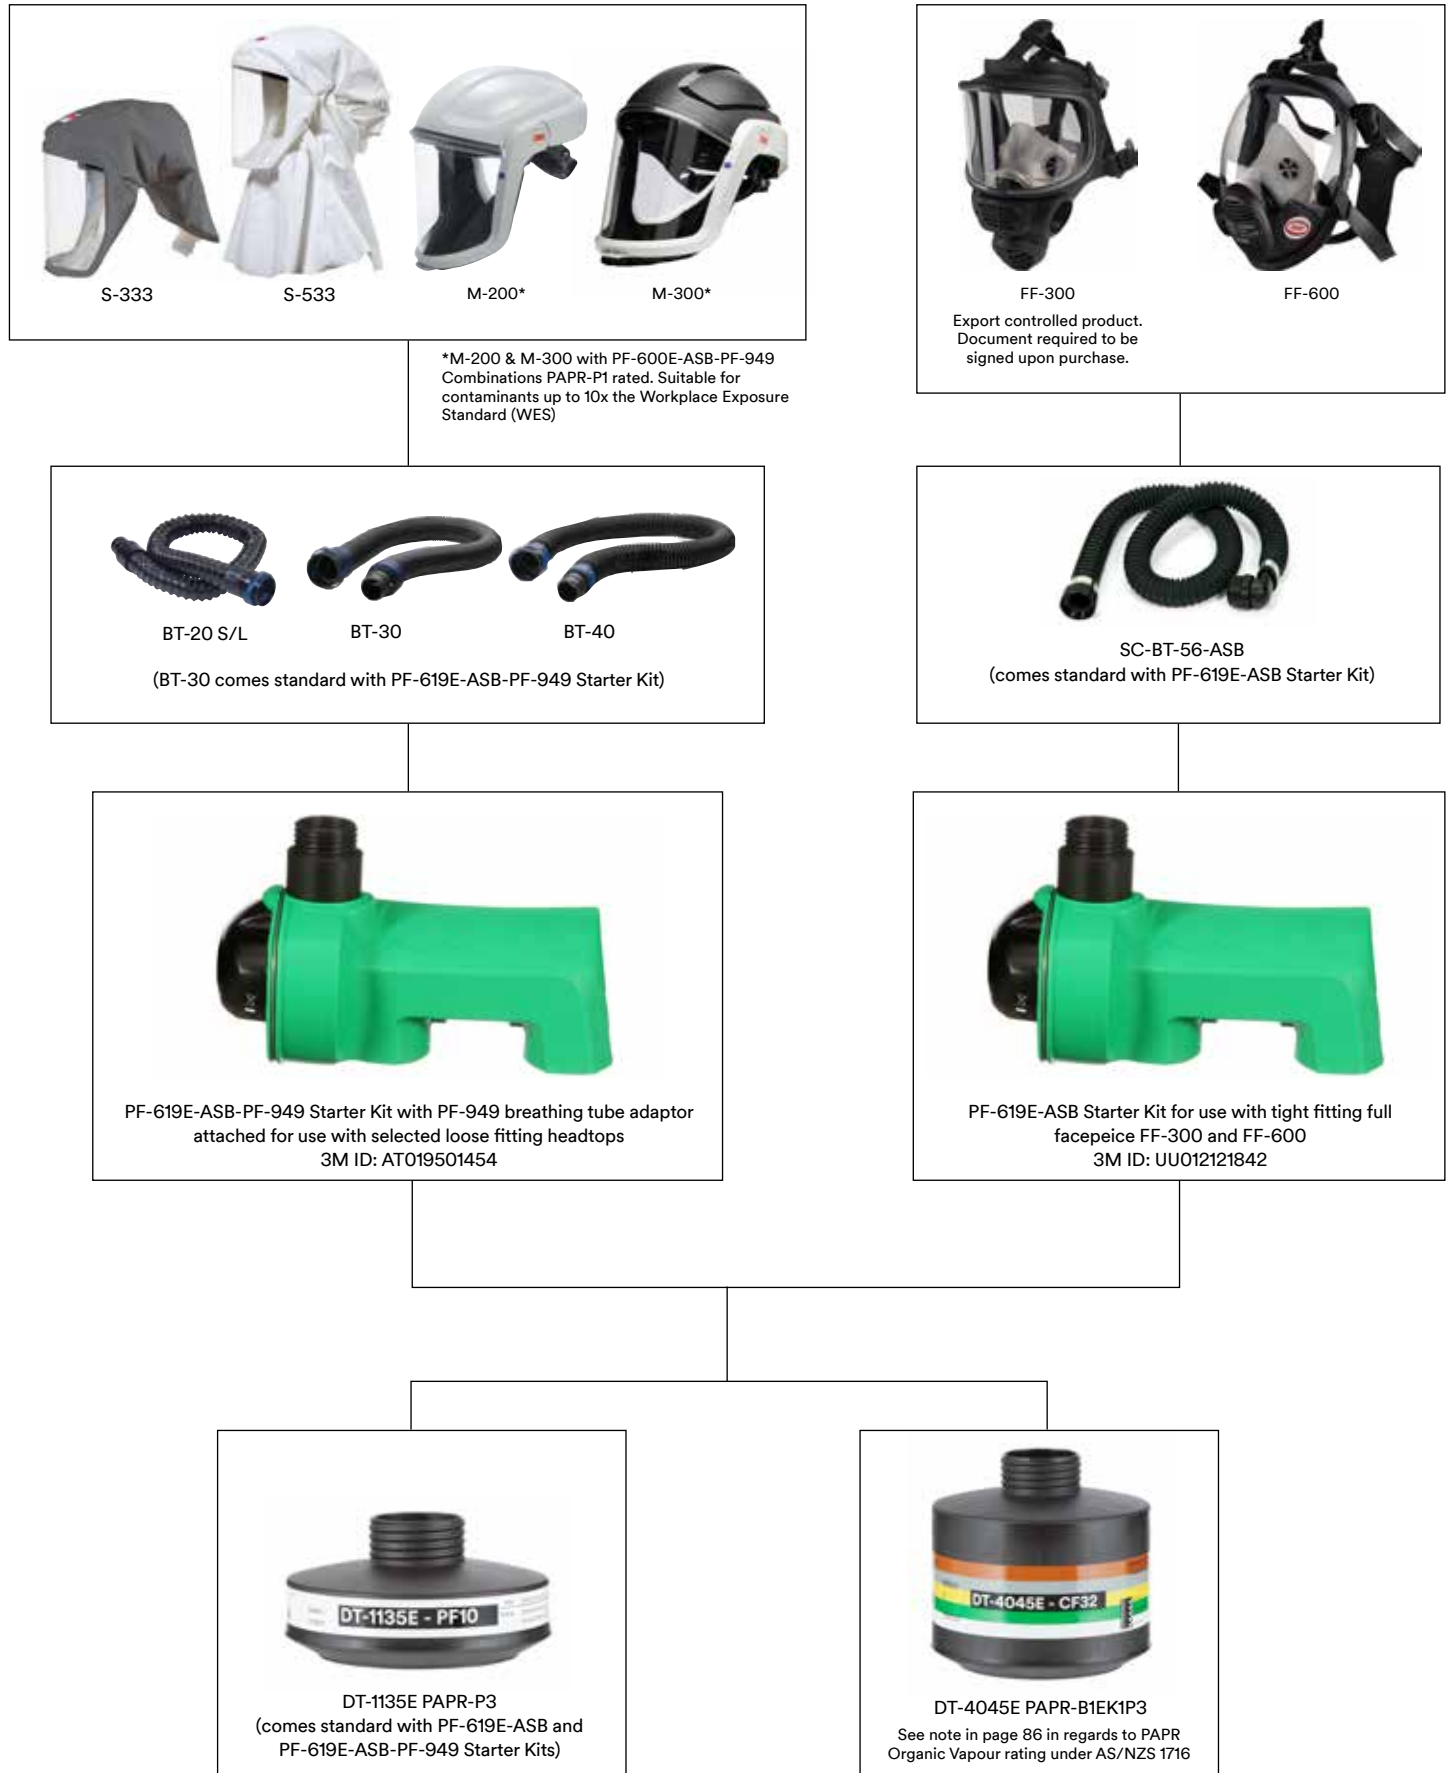 S-333
S-533
M-200*
M-300*
FF-300
FF-600
Export controlled product.
Document required to be
signed upon purchase.
*M-200 & M-300 with PF-600E-ASB-PF-949
Combinations PAPR-P1 rated. Suitable for
contaminants up to 10x the Workplace Exposure
Standard (WES)
BT-20 S/L
BT-30
BT-40
(BT-30 comes standard with PF-619E-ASB-PF-949 Starter Kit)
SC-BT-56-ASB
(comes standard with PF-619E-ASB Starter Kit)
PF-619E-ASB-PF-949 Starter Kit with PF-949 breathing tube adaptor
attached for use with selected loose fitting headtops
3M ID: AT019501454
PF-619E-ASB Starter Kit for use with tight fitting full
facepeice FF-300 and FF-600
3M ID: UU012121842
DT-1135E - PF10
DT-1135E PAPR-P3
(comes standard with PF-619E-ASB and
PF-619E-ASB-PF-949 Starter Kits)
DT-4045E - CF32
DT-4045E PAPR-B1EK1P3
See note in page 86 in regards to PAPR
Organic Vapour rating under AS/NZS 1716